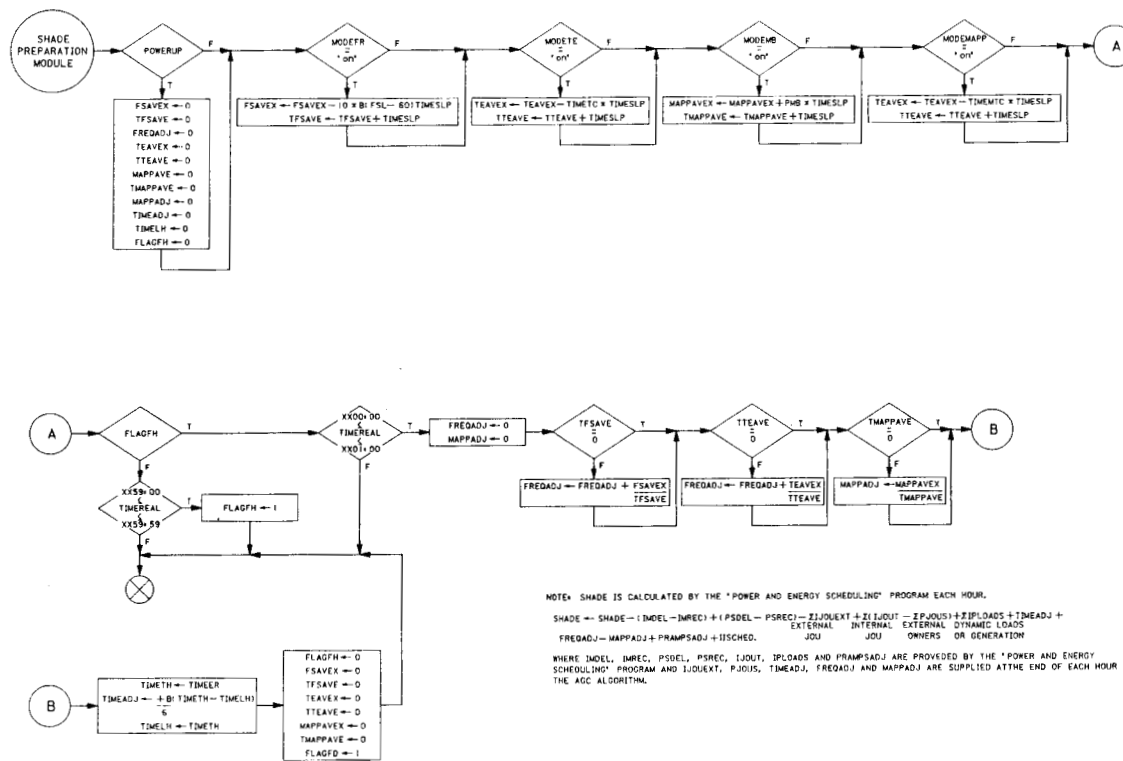 SHADE
PREPARATION
MODULE
POWERUP
F
T
FSAVEX ← 0
TFSAVE ← 0
FREQADJ ← 0
TEAVEX ← 0
TTEAVE ← 0
MAPPAVE ← 0
TMAPPAVE ← 0
MAPPADJ ← 0
TIMEADJ ← 0
TIMELH ← 0
FLAGFH ← 0
MODEFR
=
"on"
F
T
FSAVEX ← FSAVEX − 10 * B(FSL − 60)TIMESLP
TFSAVE ← TFSAVE + TIMESLP
MODETE
=
"on"
F
T
TEAVEX ← TEAVEX − TIMETC * TIMESLP
TTEAVE ← TTEAVE + TIMESLP
MODEMB
=
"on"
F
T
MAPPAVEX ← MAPPAVEX + PMB * TIMESLP
TMAPPAVE ← TMAPPAVE + TIMESLP
MODEMAPP
=
"on"
F
T
TEAVEX ← TEAVEX − TIMEMTC * TIMESLP
TTEAVE ← TTEAVE + TIMESLP
A
A
FLAGFH
T
F
XX59:00
TIMEREAL
XX59:59
T
F
FLAGFH ← 1
XX00:00
TIMEREAL
XX01:00
T
F
FREQADJ ← 0
MAPPADJ ← 0
TFSAVE
=
0
T
F
FREQADJ ← FREQADJ + FSAVEX
TFSAVE
TTEAVE
=
0
T
F
FREQADJ ← FREQADJ + TEAVEX
TTEAVE
TMAPPAVE
=
0
T
F
MAPPADJ ← MAPPAVEX
TMAPPAVE
B
NOTE: SHADE IS CALCULATED BY THE "POWER AND ENERGY SCHEDULING" PROGRAM EACH HOUR.
SHADE ← SHADE − (IMDEL − IMREC) + (PSDEL − PSREC) − ΣIJOUEXT + Σ(IJOUT − ΣPJOUS) + ΣIPLOADS + TIMEADJ +
EXTERNAL INTERNAL EXTERNAL DYNAMIC LOADS
FREQADJ − MAPPADJ + PRAMPSADJ + IISCHED. JOU JOU OWNERS OR GENERATION
WHERE IMDEL, IMREC, PSDEL, PSREC, IJOUT, IPLOADS AND PRAMPSADJ ARE PROVEDED BY THE "POWER AND ENERGY
SCHEDULING" PROGRAM AND IJOUEXT, PJOUS, TIMEADJ, FREQADJ AND MAPPADJ ARE SUPPLIED ATTHE END OF EACH HOUR
THE AGC ALGORITHM.
B
TIMETH ← TIMEER
TIMEADJ ← +B(TIMETH − TIMELH)
6
TIMELH ← TIMETH
FLAGFH ← 0
FSAVEX ← 0
TFSAVE ← 0
TEAVEX ← 0
TTEAVE ← 0
MAPPAVEX ← 0
TMAPPAVE ← 0
FLAGFD ← 1